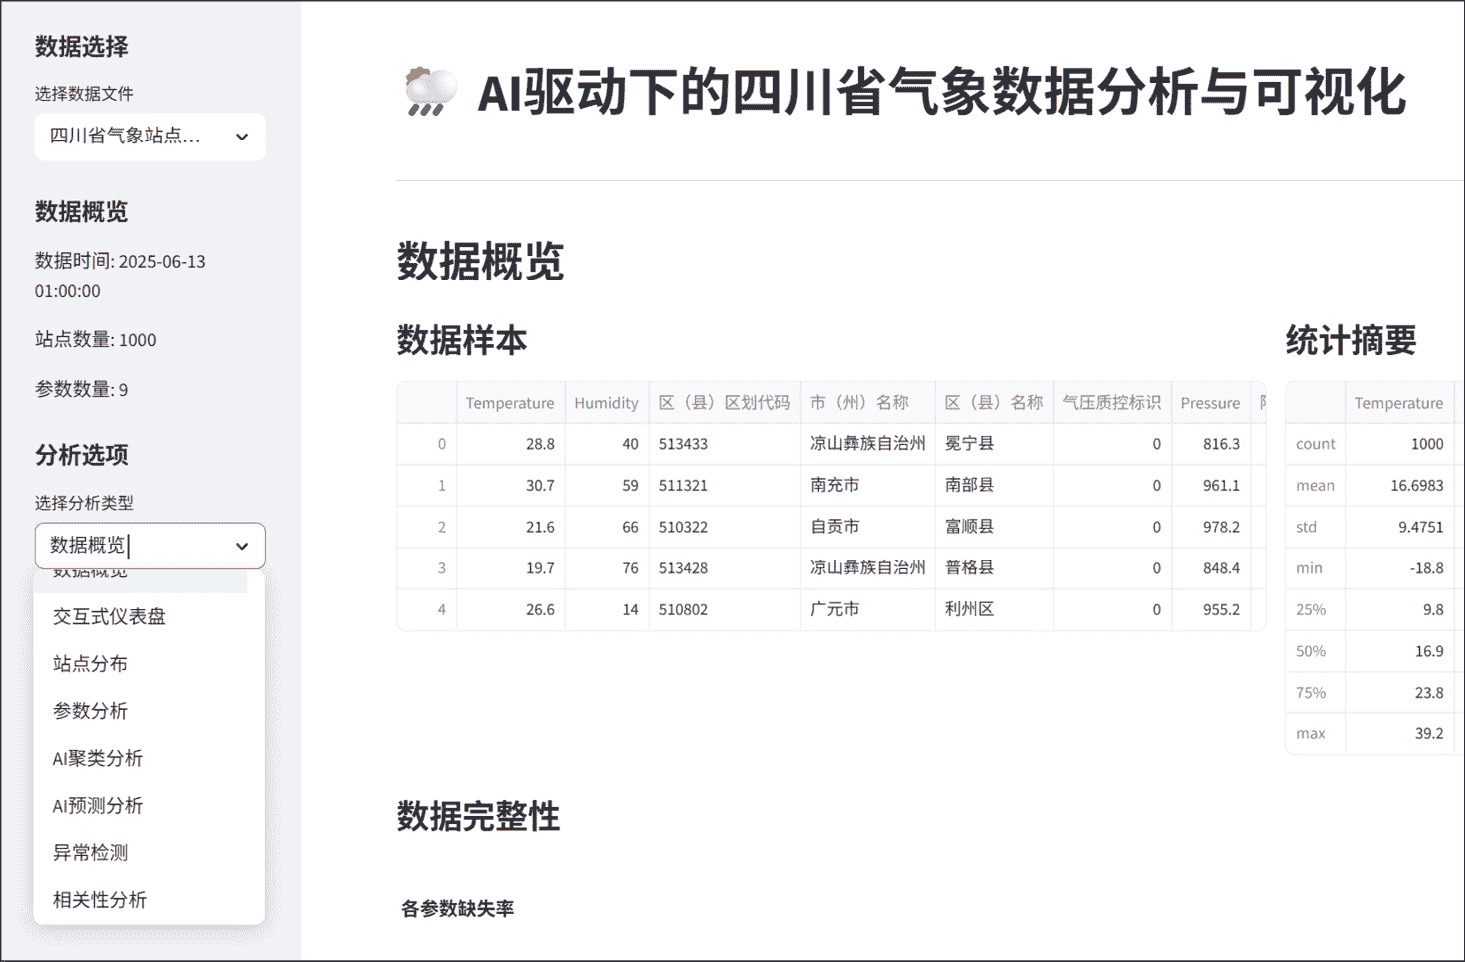 数据选择
选择数据文件
四川省气象站点...
数据概览
数据时间: 2025-06-13
01:00:00
站点数量: 1000
参数数量: 9
分析选项
选择分析类型
数据概览
数据概览
交互式仪表盘
站点分布
参数分析
AI聚类分析
AI预测分析
异常检测
相关性分析
AI驱动下的四川省气象数据分析与可视化
数据概览
数据样本
Temperature Humidity 区（县）区划代码 市（州）名称 区（县）名称 气压质控标识 Pressure
0 28.8 40 513433 凉山彝族自治州 冕宁县 0 816.3
1 30.7 59 511321 南充市 南部县 0 961.1
2 21.6 66 510322 自贡市 富顺县 0 978.2
3 19.7 76 513428 凉山彝族自治州 普格县 0 848.4
4 26.6 14 510802 广元市 利州区 0 955.2
统计摘要
Temperature
count 1000
mean 16.6983
std 9.4751
min -18.8
25% 9.8
50% 16.9
75% 23.8
max 39.2
数据完整性
各参数缺失率